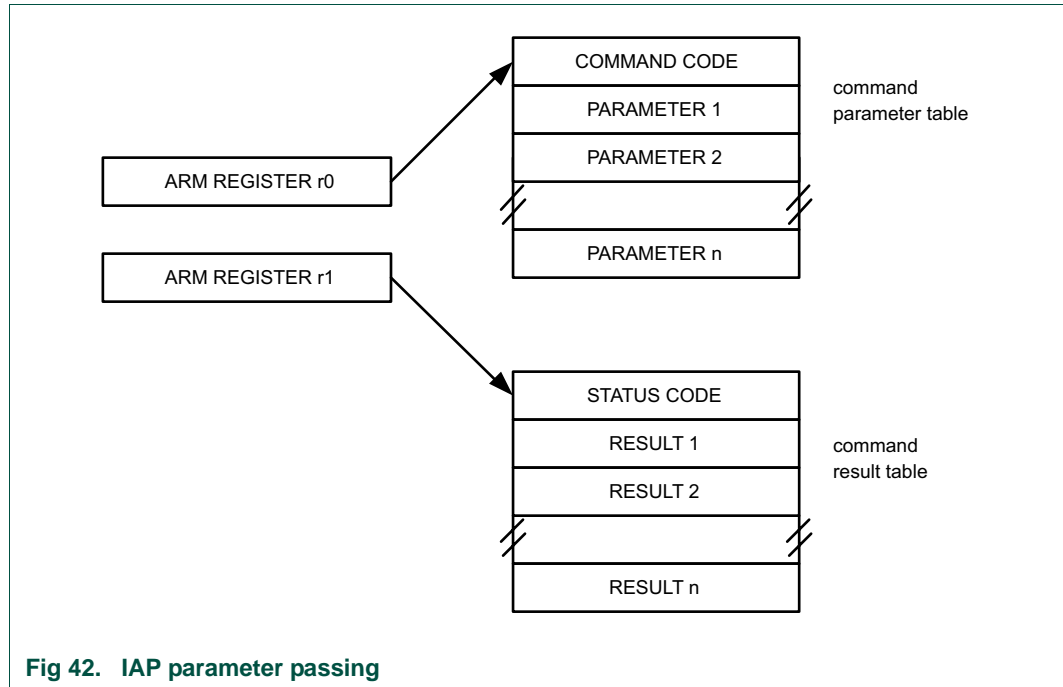 COMMAND CODE
PARAMETER 1
PARAMETER 2
PARAMETER n
command
parameter table
ARM REGISTER r0
ARM REGISTER r1
STATUS CODE
RESULT 1
RESULT 2
RESULT n
command
result table
Fig 42. IAP parameter passing